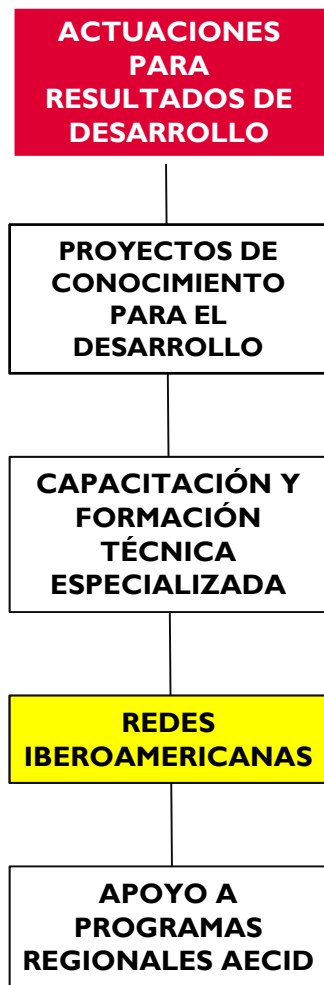 ACTUACIONES
PARA
RESULTADOS DE
DESARROLLO
PROYECTOS DE
CONOCIMIENTO
PARA EL
DESARROLLO
CAPACITACIÓN Y
FORMACIÓN
TÉCNICA
ESPECIALIZADA
REDES
IBEROAMERICANAS
APOYO A
PROGRAMAS
REGIONALES AECID